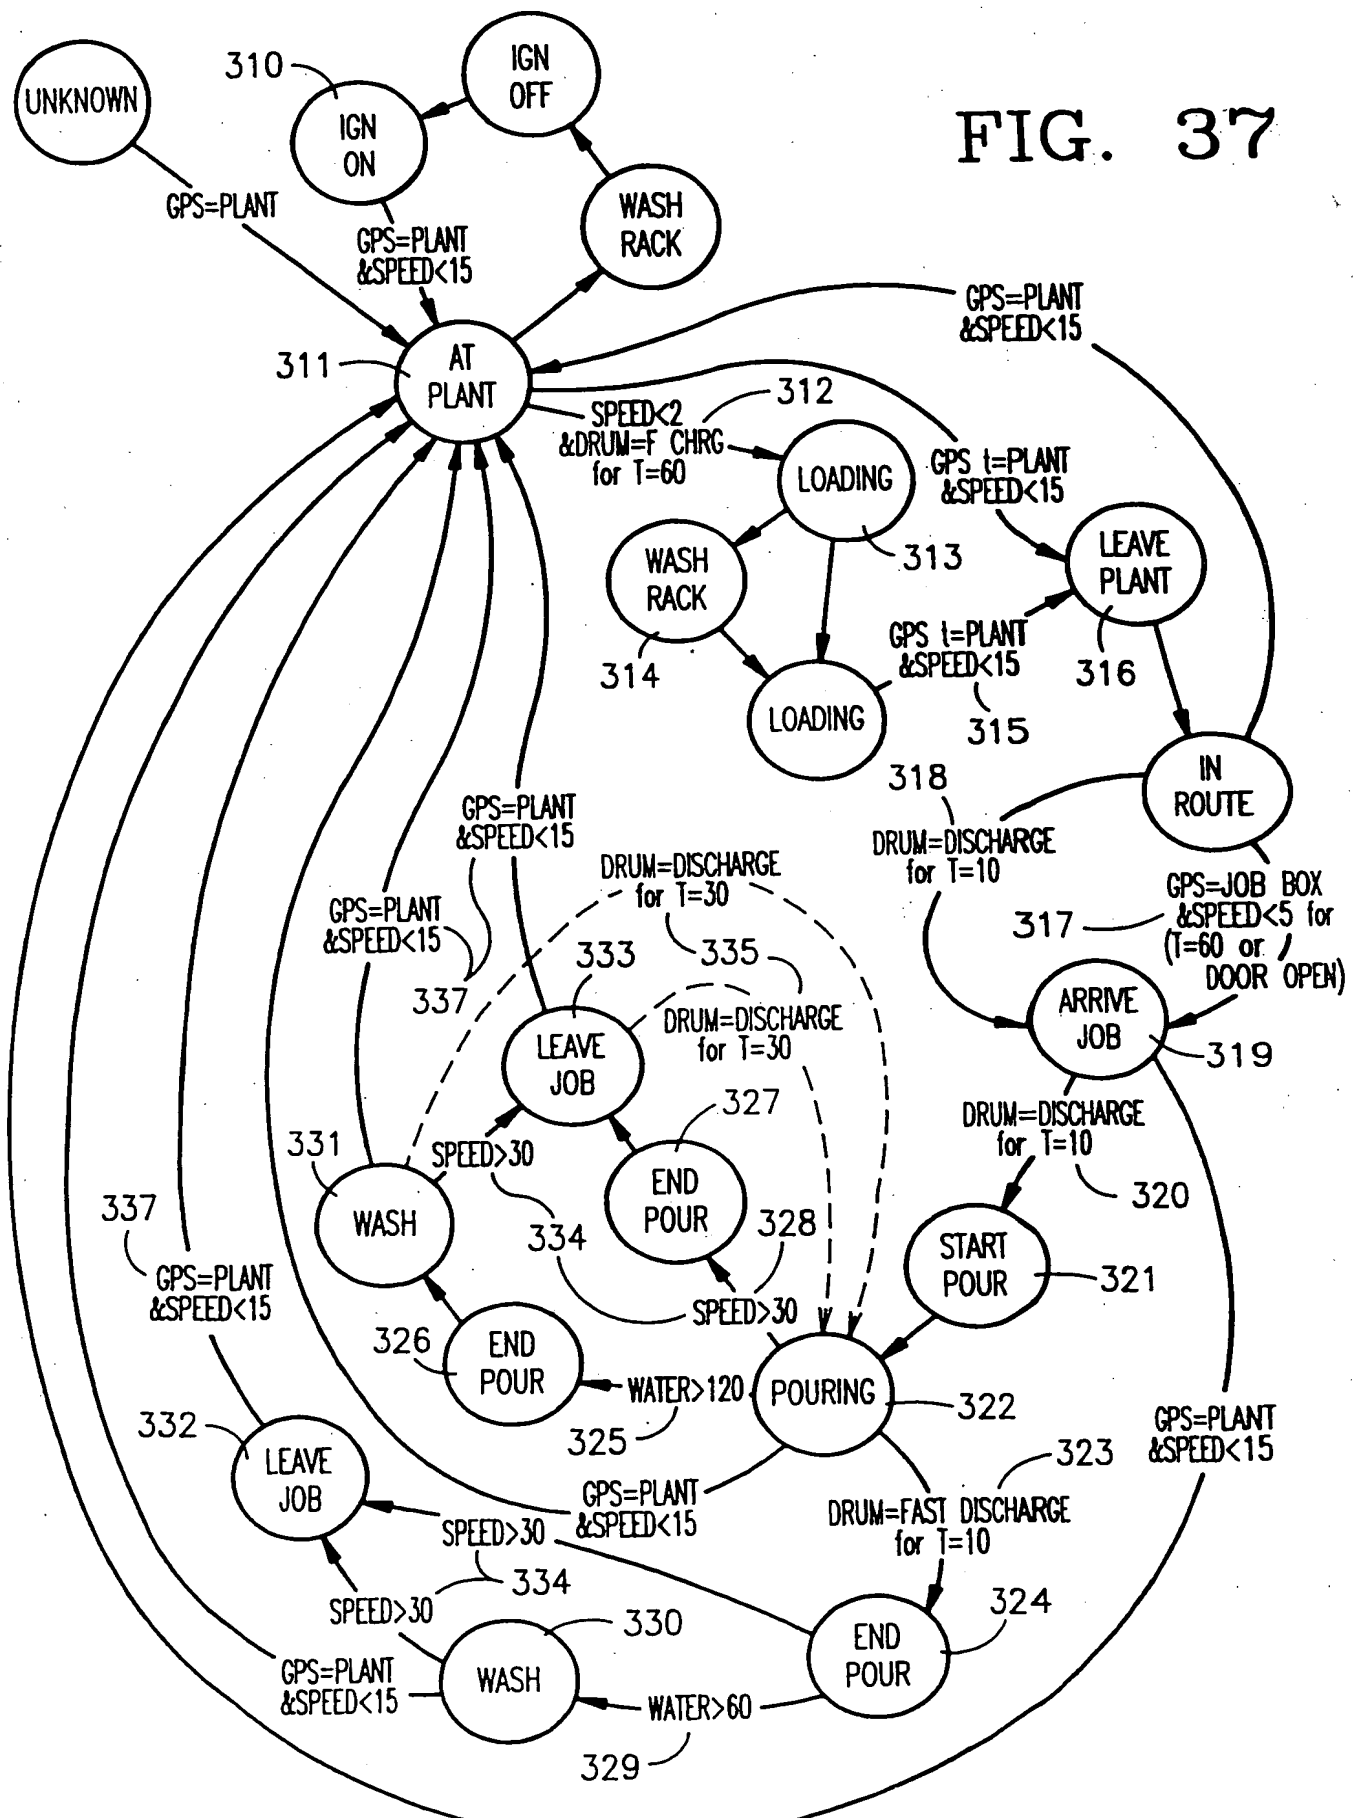 FIG. 37
UNKNOWN
310
IGN
ON
IGN
OFF
WASH
RACK
GPS=PLANT
GPS=PLANT
&SPEED<15
GPS=PLANT
&SPEED<15
311
AT
PLANT
SPEED<2
&DRUM=F CHRG
for T=60
312
LOADING
313
GPS t=PLANT
&SPEED<15
LEAVE
PLANT
316
WASH
RACK
314
LOADING
GPS t=PLANT
&SPEED<15
315
IN
ROUTE
318
DRUM=DISCHARGE
for T=10
317
GPS=JOB BOX
&SPEED<5 for
(T=60 or
DOOR OPEN)
ARRIVE
JOB
319
GPS=PLANT
&SPEED<15
GPS=PLANT
&SPEED<15
337
DRUM=DISCHARGE
for T=30
335
333
LEAVE
JOB
DRUM=DISCHARGE
for T=30
DRUM=DISCHARGE
for T=10
320
327
END
POUR
331
WASH
SPEED>30
334
328
SPEED>30
START
POUR
321
337
GPS=PLANT
&SPEED<15
326
END
POUR
WATER>120
325
POURING
322
GPS=PLANT
&SPEED<15
332
LEAVE
JOB
GPS=PLANT
&SPEED<15
323
DRUM=FAST DISCHARGE
for T=10
SPEED>30
334
SPEED>30
330
WASH
324
END
POUR
GPS=PLANT
&SPEED<15
WATER>60
329